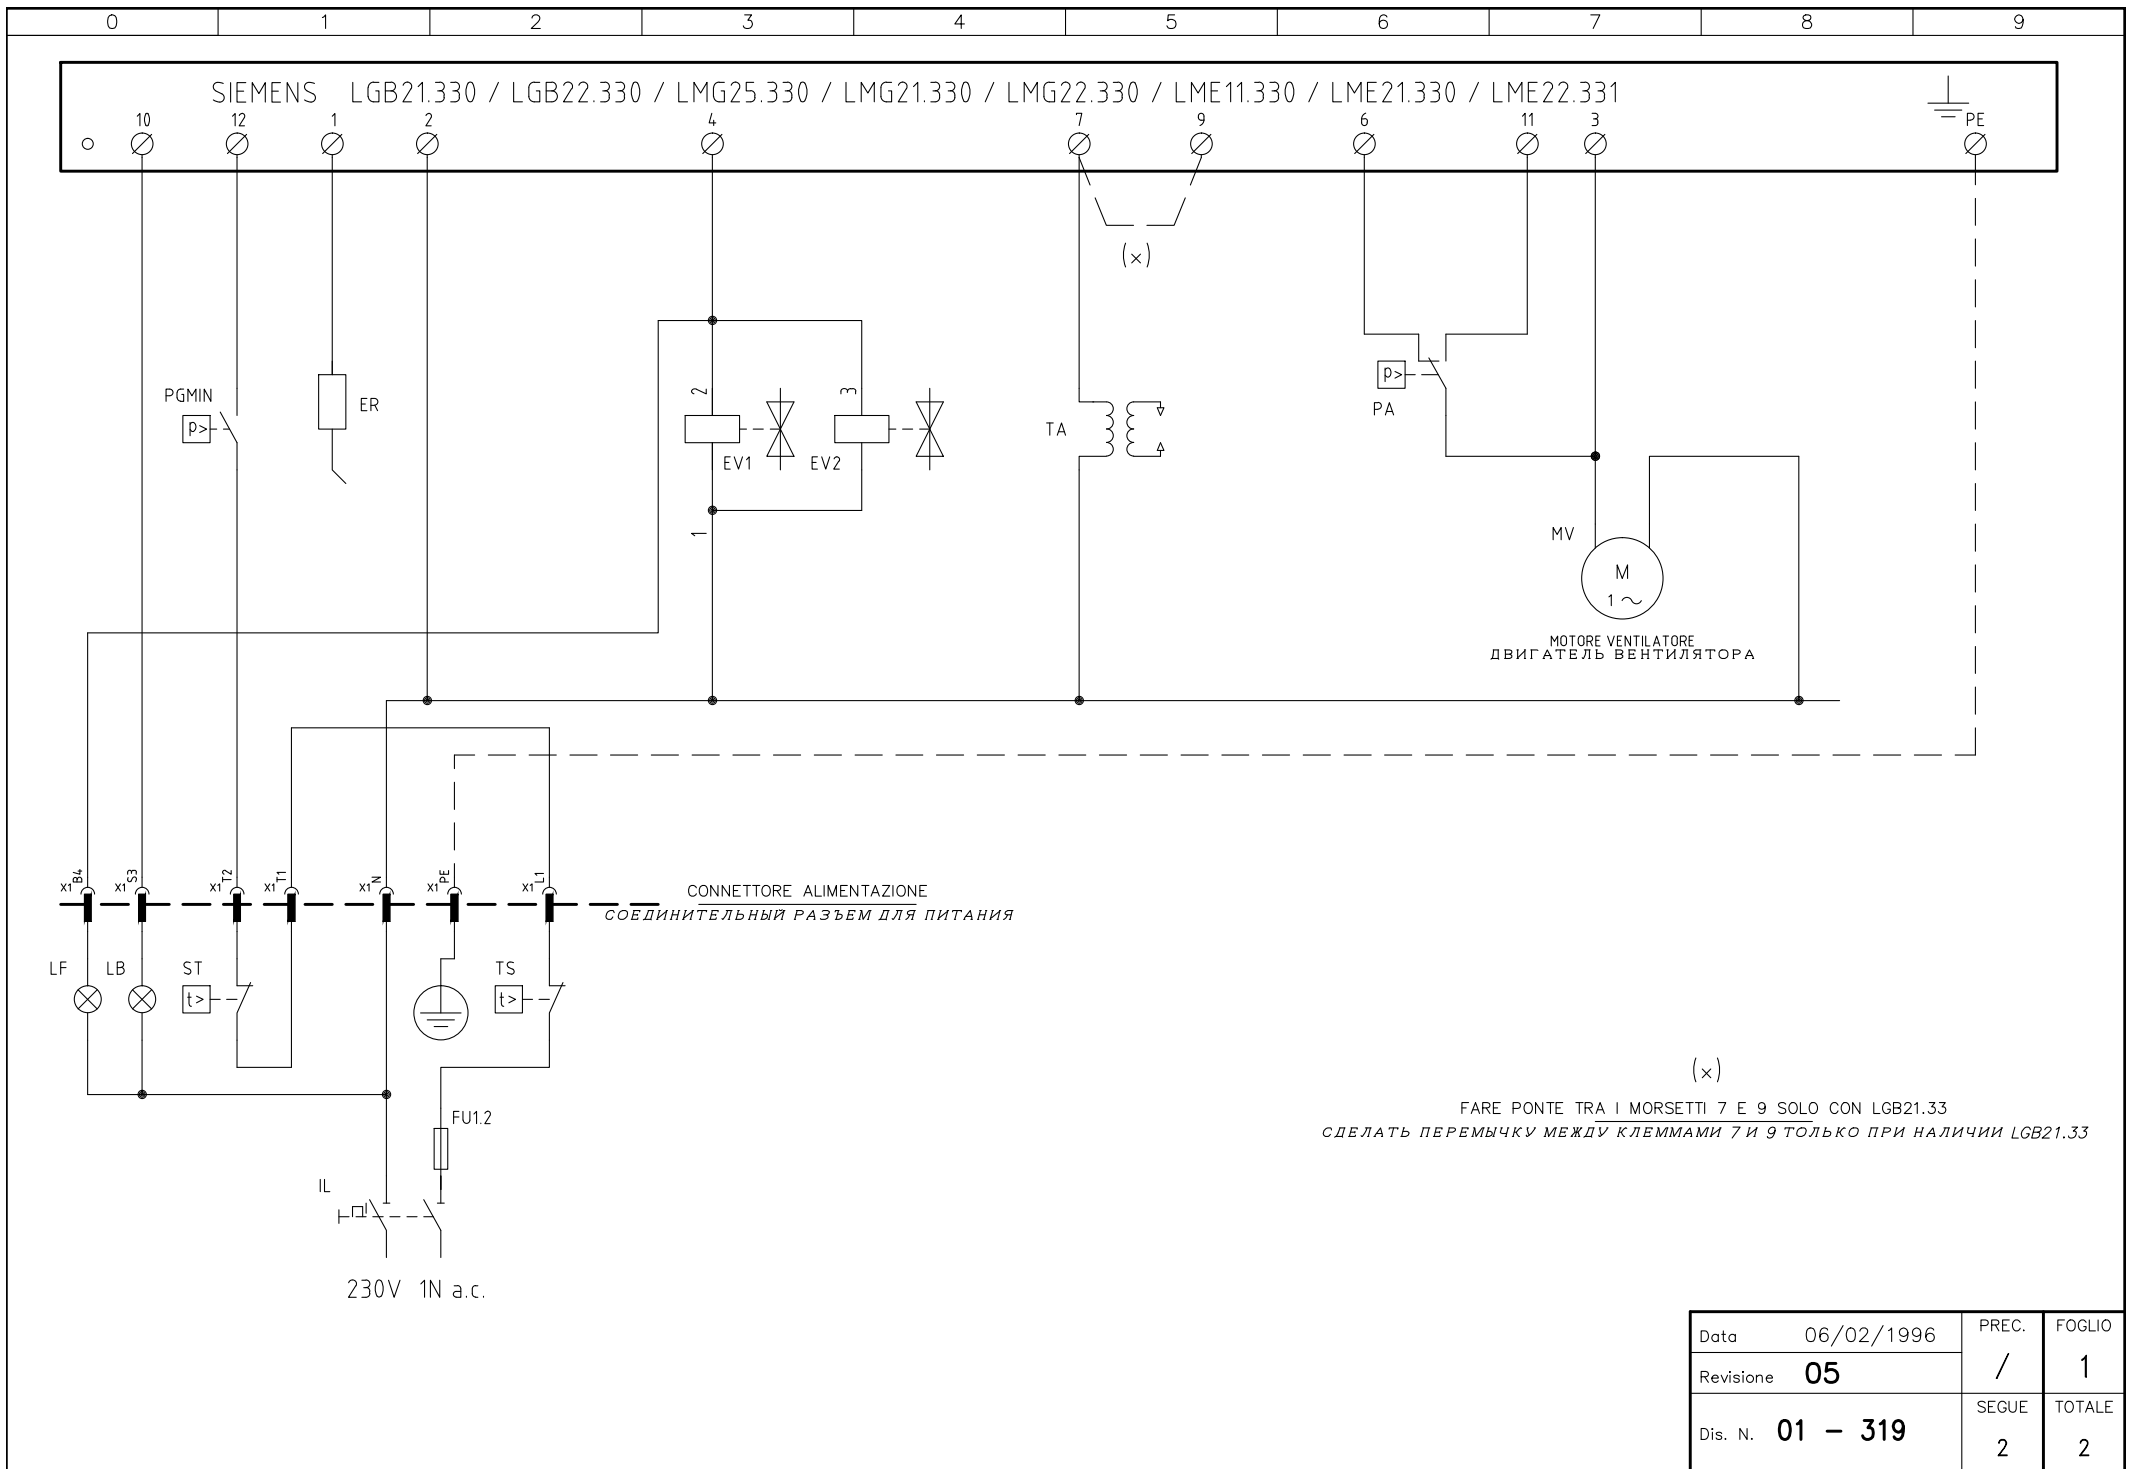 0 1 2 3 4 5 6 7 8 9
SIEMENS LGB21.330 / LGB22.330 / LMG25.330 / LMG21.330 / LMG22.330 / LME11.330 / LME21.330 / LME22.331
10 12 1 2 4 7 9 6 11 3 PE
(x)
PGMIN
p>
ER
2
3
EV1
EV2
1
TA
p>
PA
MV
M
1~
MOTORE VENTILATORE
ДВИГАТЕЛЬ ВЕНТИЛЯТОРА
X1 B4 X1 S3 X1 T2 X1 T1 X1 N X1 PE X1 L1
CONNETTORE ALIMENTAZIONE
СОЕДИНИТЕЛЬНЫЙ РАЗЪЕМ ДЛЯ ПИТАНИЯ
LF LB ST TS
t> t>
FU1.2
IL
230V 1N a.c.
(x)
FARE PONTE TRA I MORSETTI 7 E 9 SOLO CON LGB21.33
СДЕЛАТЬ ПЕРЕМЫЧКУ МЕЖДУ КЛЕММАМИ 7 И 9 ТОЛЬКО ПРИ НАЛИЧИИ LGB21.33
Data 06/02/1996
PREC.
/
FOGLIO
1
Revisione 05
Dis. N. 01 - 319
SEGUE
2
TOTALE
2